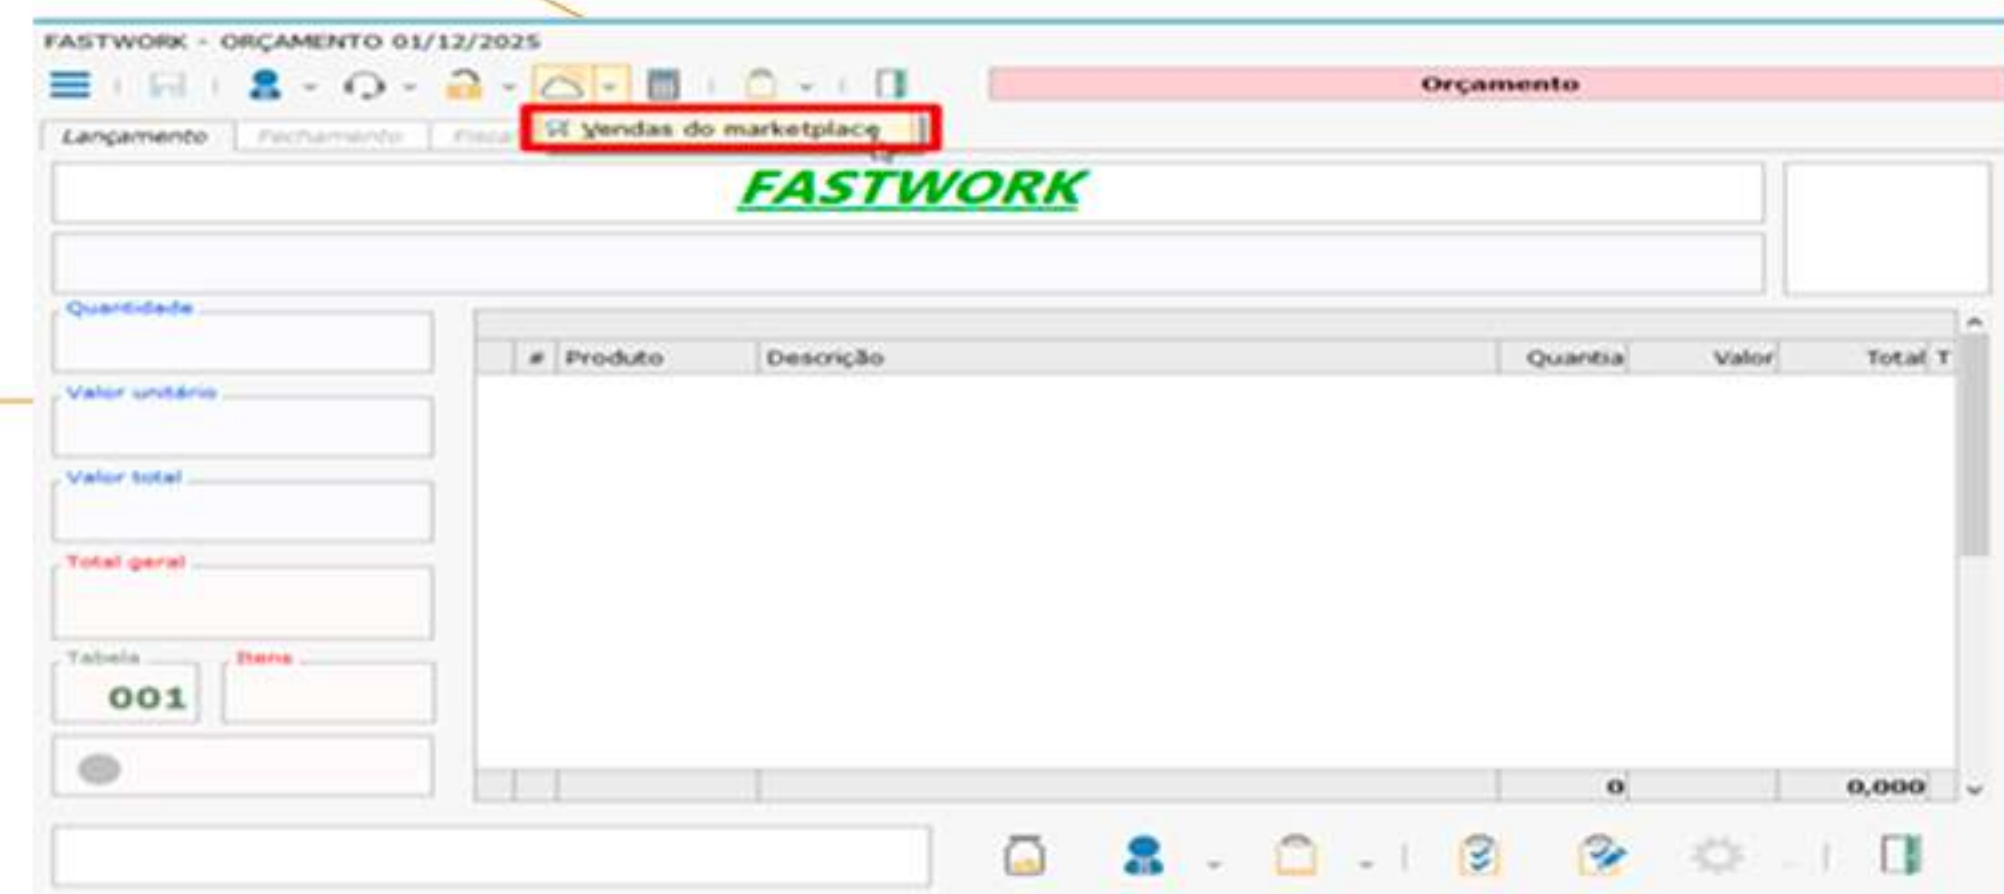 FASTWORK - ORÇAMENTO 01/12/2025
Orçamento
Lançamento Fechamento Fiscal
Vendas do marketplace
FASTWORK
Quantidade
# Produto Descrição Quantia Valor Total T
Valor unitário
Valor total
Total geral
Tabela Itens
001
0 0,000